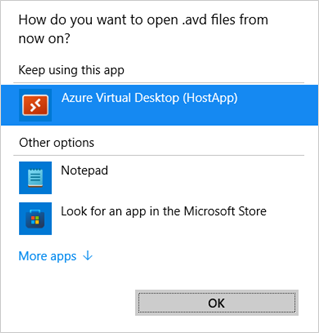 How do you want to open .avd files from
now on?
Keep using this app
Azure Virtual Desktop (HostApp)
Other options
Notepad
Look for an app in the Microsoft Store
More apps ↓
OK